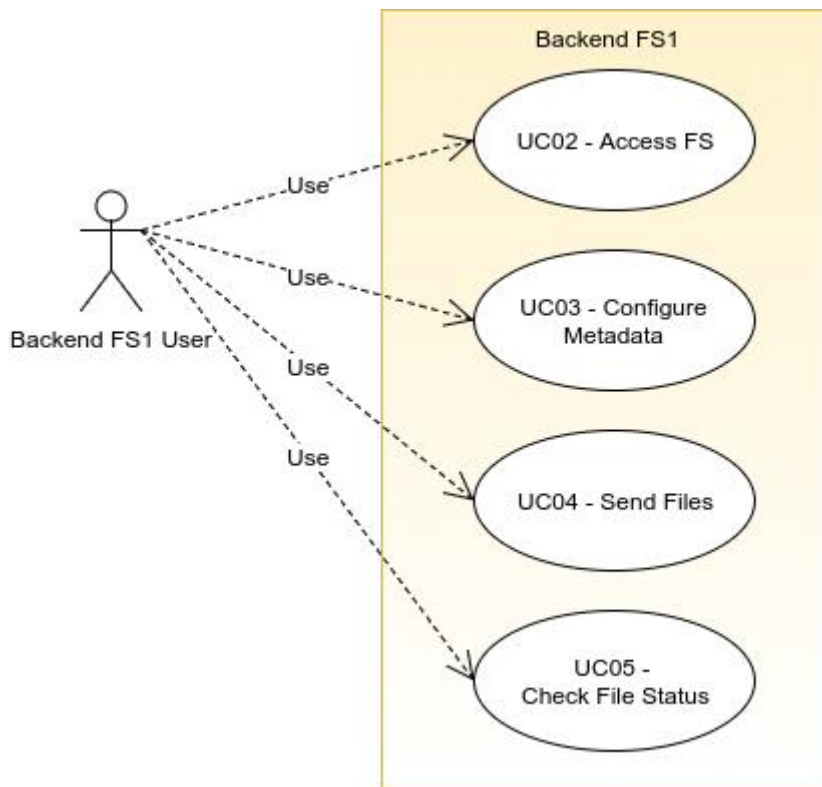 Backend FS1
UC02 - Access FS
Use
Use
UC03 - Configure
Metadata
Backend FS1 User
Use
Use
UC04 - Send Files
UC05 -
Check File Status